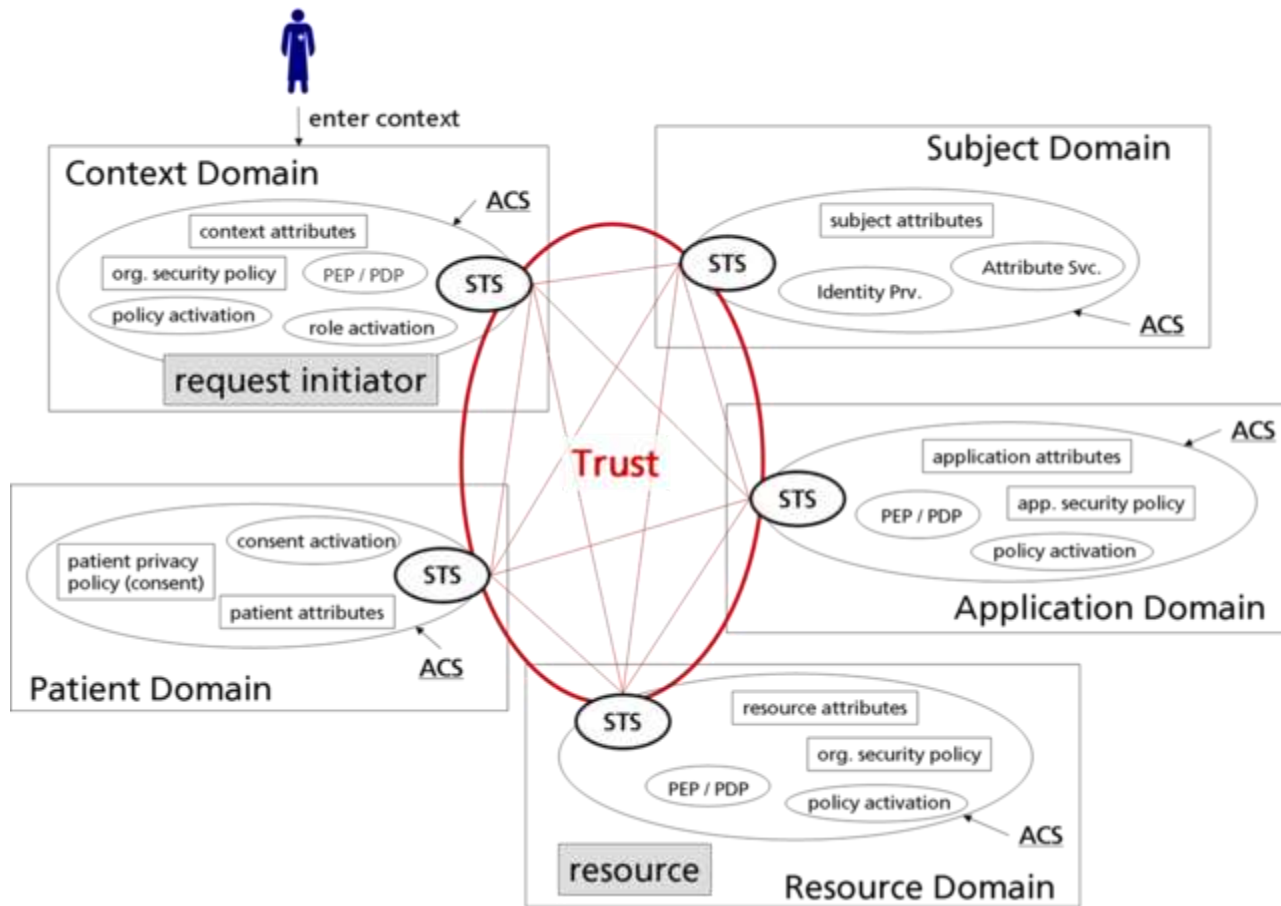 enter context
Context Domain
ACS
context attributes
org. security policy
PEP / PDP
STS
policy activation
role activation
request initiator
Subject Domain
subject attributes
STS
Attribute Svc.
Identity Prv.
ACS
Trust
ACS
application attributes
STS
app. security policy
PEP / PDP
policy activation
Application Domain
consent activation
patient privacy
policy (consent)
STS
patient attributes
ACS
Patient Domain
STS
resource attributes
org. security policy
PEP / PDP
policy activation
ACS
resource
Resource Domain